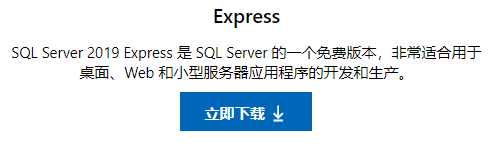 Express
SQL Server 2019 Express 是 SQL Server 的一个免费版本，非常适合用于
桌面、Web 和小型服务器应用程序的开发和生产。
立即下载